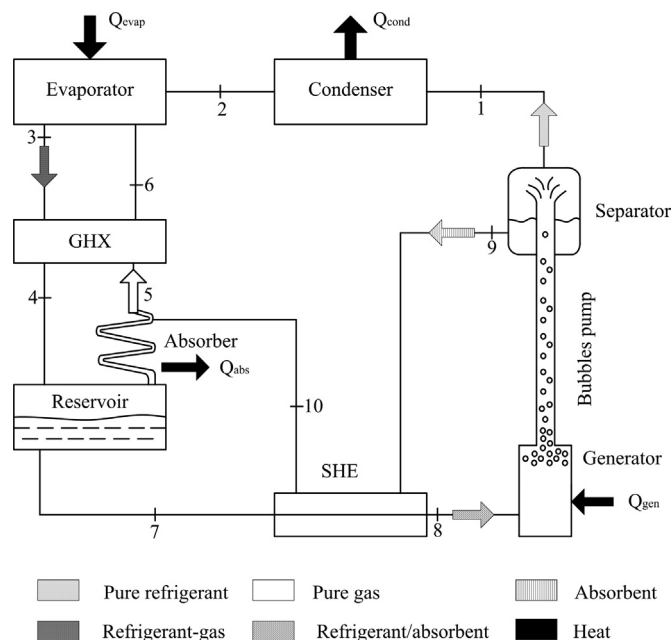 Qevap
Qcond
Evaporator
Condenser
2
1
3
6
Separator
GHX
9
4
5
Absorber
Qabs
Reservoir
Bubbles pump
10
Generator
SHE
Qgen
7
8
Pure refrigerant
Pure gas
Absorbent
Refrigerant-gas
Refrigerant/absorbent
Heat